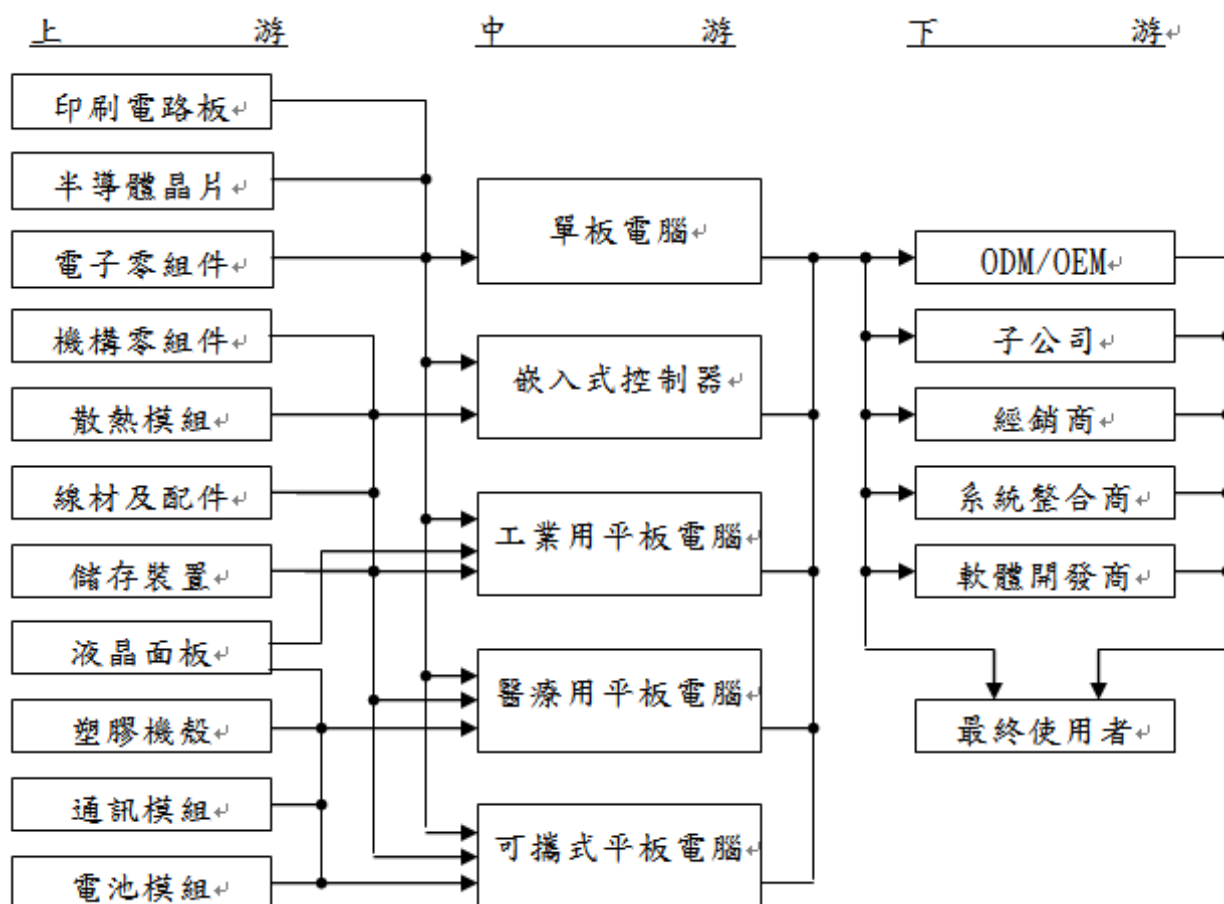 上 游
中 游
下 游
印刷電路板
半導體晶片
電子零組件
機構零組件
散熱模組
線材及配件
儲存裝置
液晶面板
塑膠機殼
通訊模組
電池模組
單板電腦
嵌入式控制器
工業用平板電腦
醫療用平板電腦
可攜式平板電腦
ODM/OEM
子公司
經銷商
系統整合商
軟體開發商
最終使用者